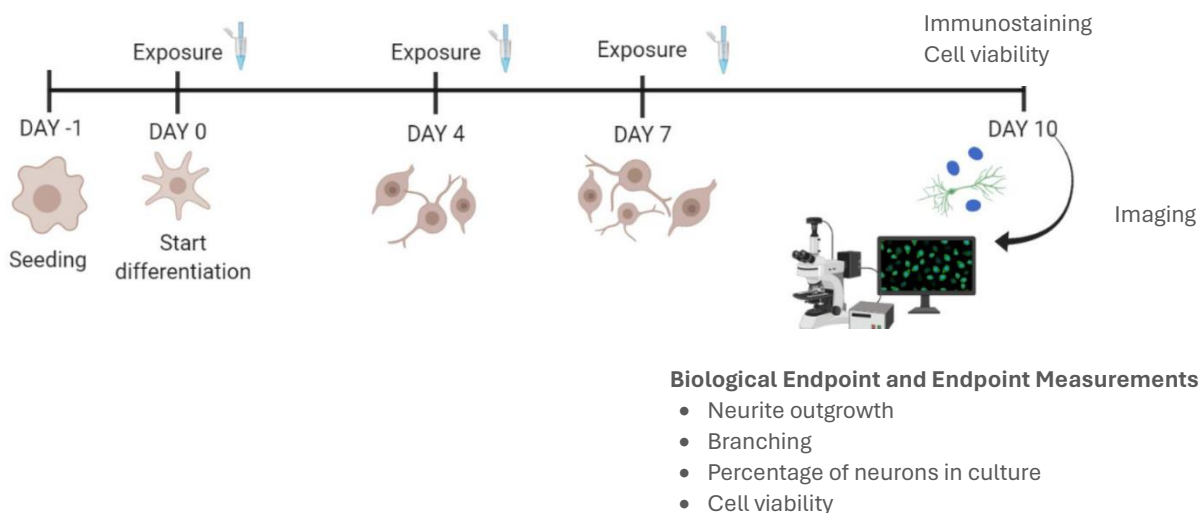 Immunostaining
Cell viability
Exposure
Exposure
Exposure
DAY -1
DAY 0
DAY 4
DAY 7
DAY 10
Seeding
Start
differentiation
Imaging
Biological Endpoint and Endpoint Measurements
• Neurite outgrowth
• Branching
• Percentage of neurons in culture
• Cell viability